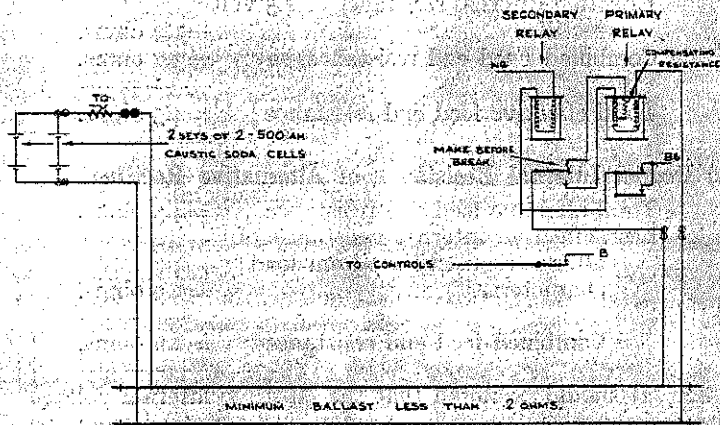 SECONDARY RELAY
PRIMARY RELAY
COMPENSATING RESISTANCE
NG
TO
2 SETS OF 2-500 AH
CAUSTIC SODA CELLS
MAKE BEFORE
BREAK
B6
TO CONTROLS
B
MINIMUM BALLAST LESS THAN .2 OHMS.